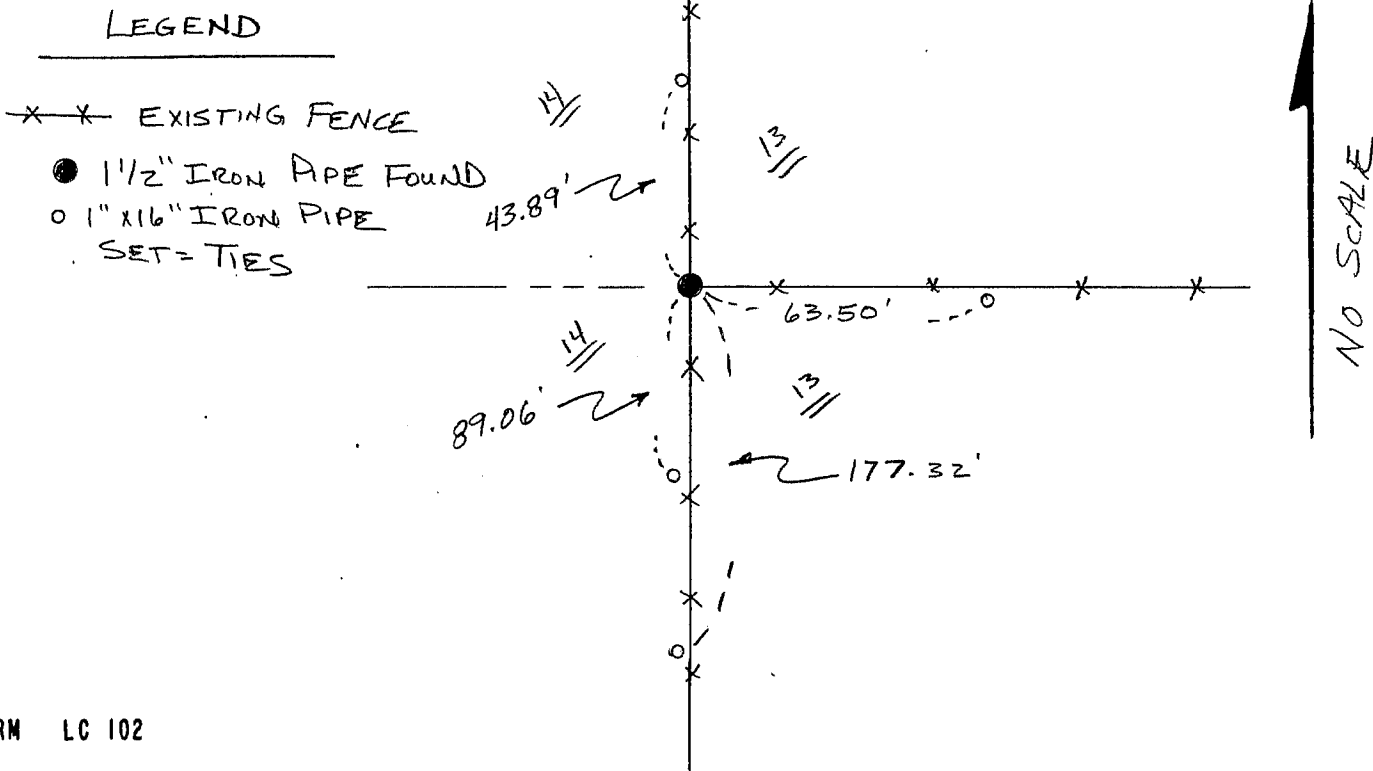 LEGEND
x x EXISTING FENCE
1 1/2" IRON PIPE FOUND
1" x16" IRON PIPE
SET = TIES
14
13
43.89'
63.50'
14
13
89.06'
177.32'
NO SCALE
RM LC 102